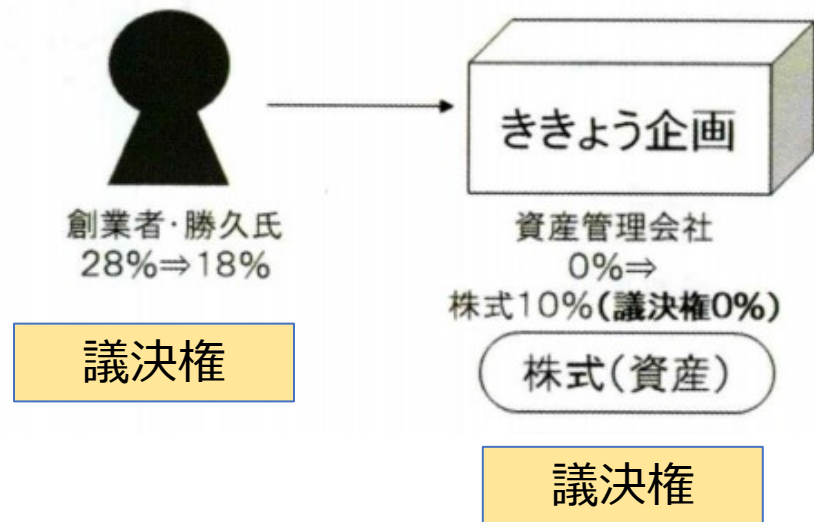 ききょう企画
創業者・勝久氏
28%⇒18%
議決権
資産管理会社
0%⇒
株式10%(議決権0%)
株式(資産)
議決権